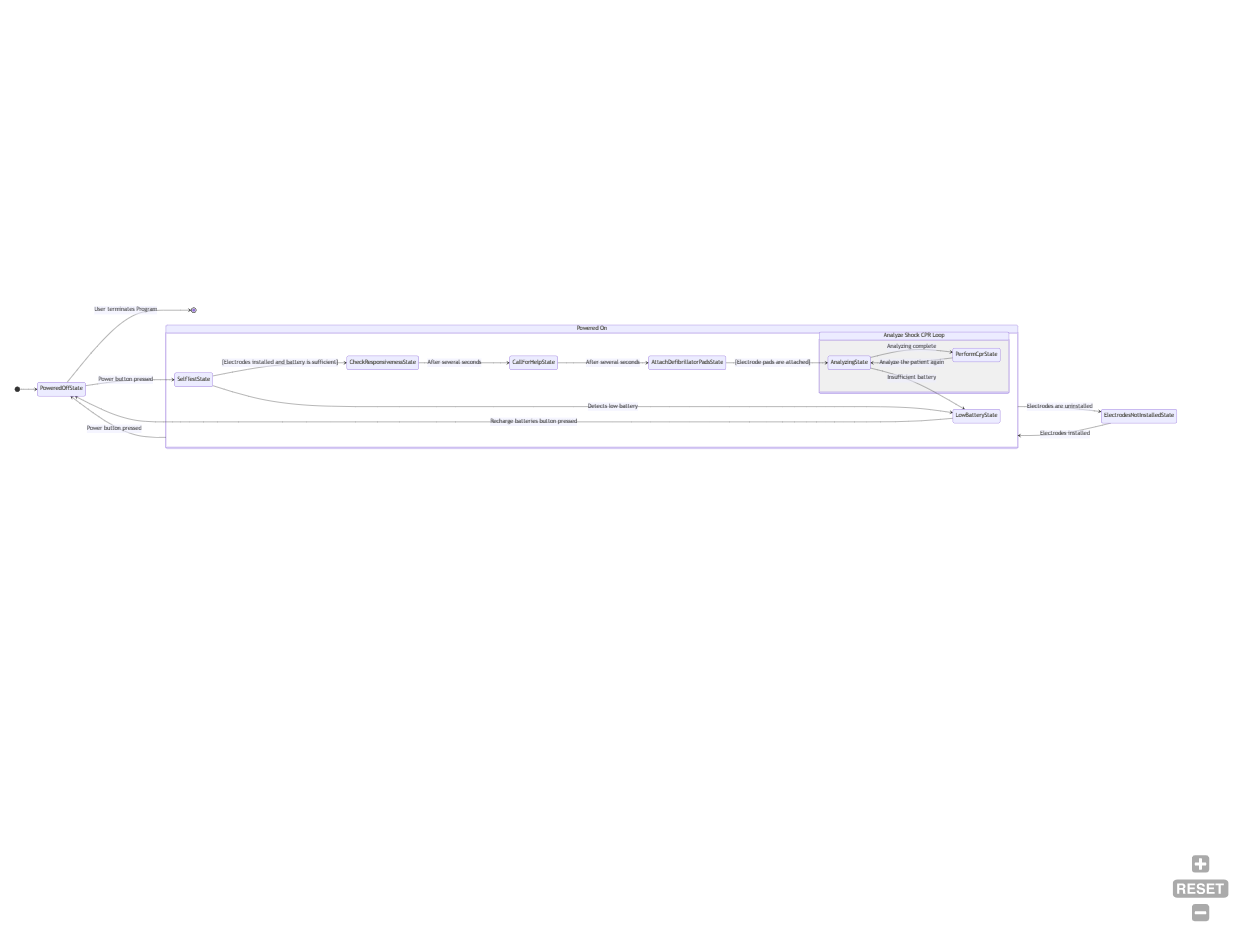 User terminates Program
Powered On
Analyze Shock CPR Loop
Analyzing complete
[Electrodes installed and battery is sufficient]
CheckResponsivenessState
After several seconds
CallForHelpState
After several seconds
AttachDefibrillatorPadsState
[Electrode pads are attached]
AnalyzingState
Analyze the patient again
PerformCprState
Power button pressed
SelfTestState
Insufficient battery
PoweredOffState
Detects low battery
Electrodes are uninstalled
LowBatteryState
ElectrodesNotInstalledState
Recharge batteries button pressed
Power button pressed
Electrodes installed
RESET